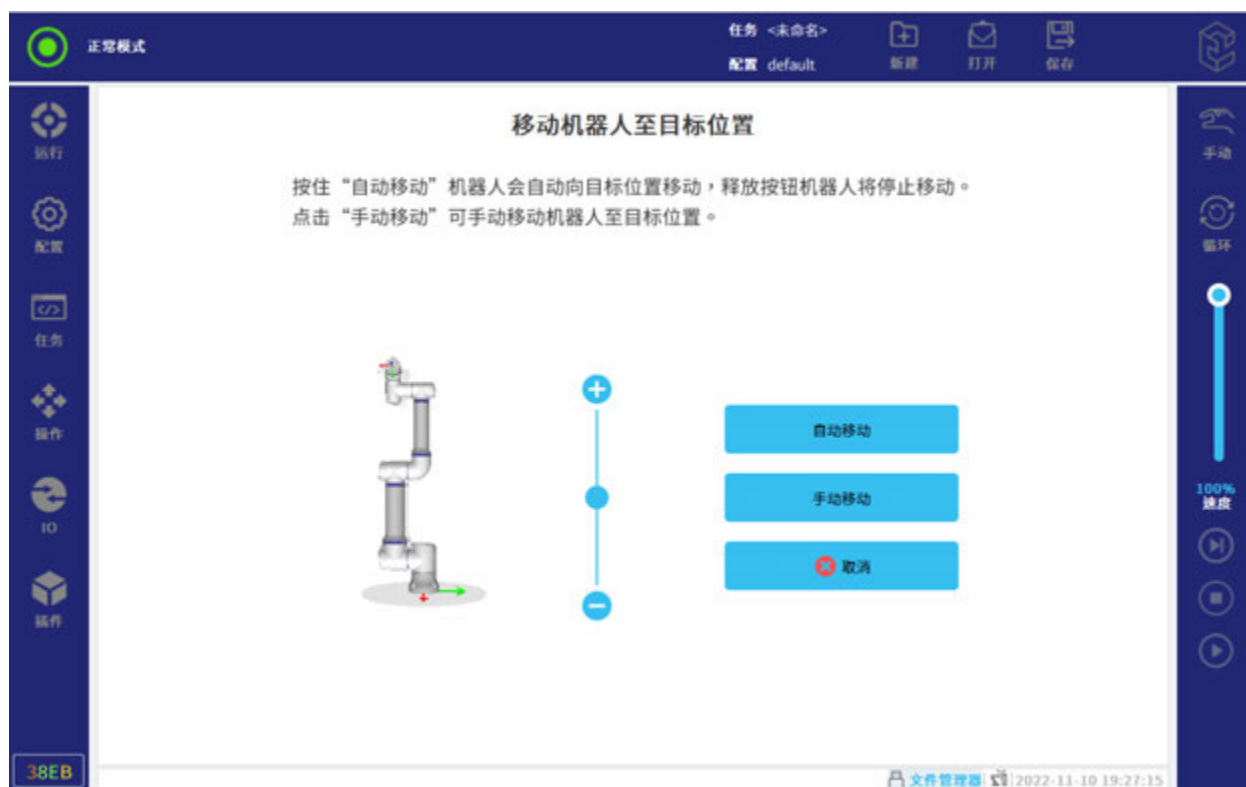 正常模式
任务 <未命名>
配置 default
新建
打开
保存
运行
配置
任务
操作
IO
插件
38EB
移动机器人至目标位置
按住“自动移动”机器人会自动向目标位置移动，释放按钮机器人将停止移动。
点击“手动移动”可手动移动机器人至目标位置。
自动移动
手动移动
取消
手动
循环
100%
速度
文件管理器
2022-11-10 19:27:15